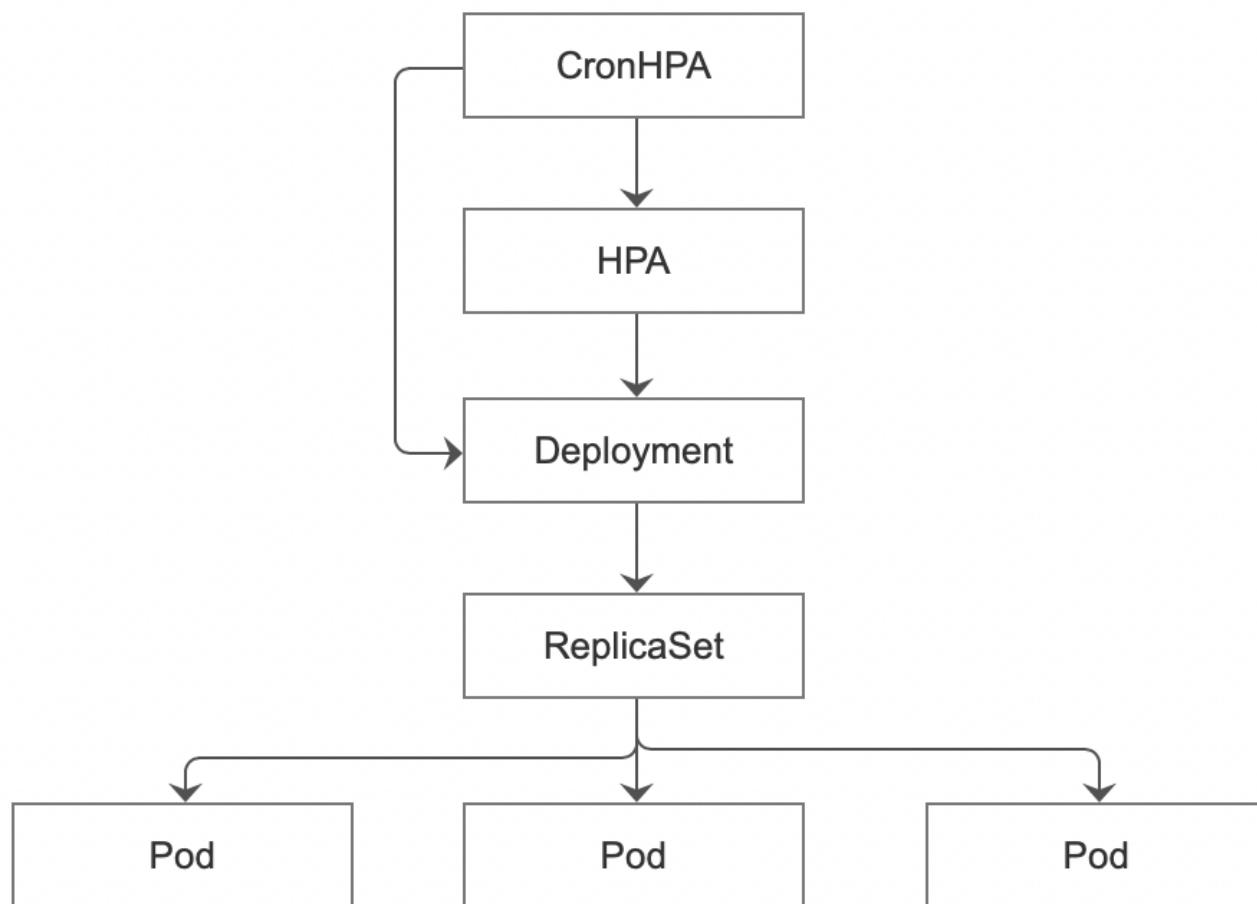 CronHPA
HPA
Deployment
ReplicaSet
Pod
Pod
Pod